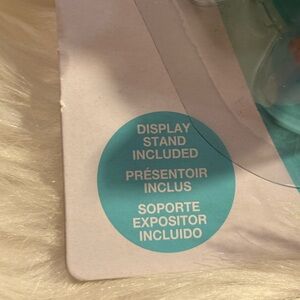 DISPLAY
STAND
INCLUDED
PRÉSENTOIR
INCLUS
SOPORTE
EXPOSITOR
INCLUIDO